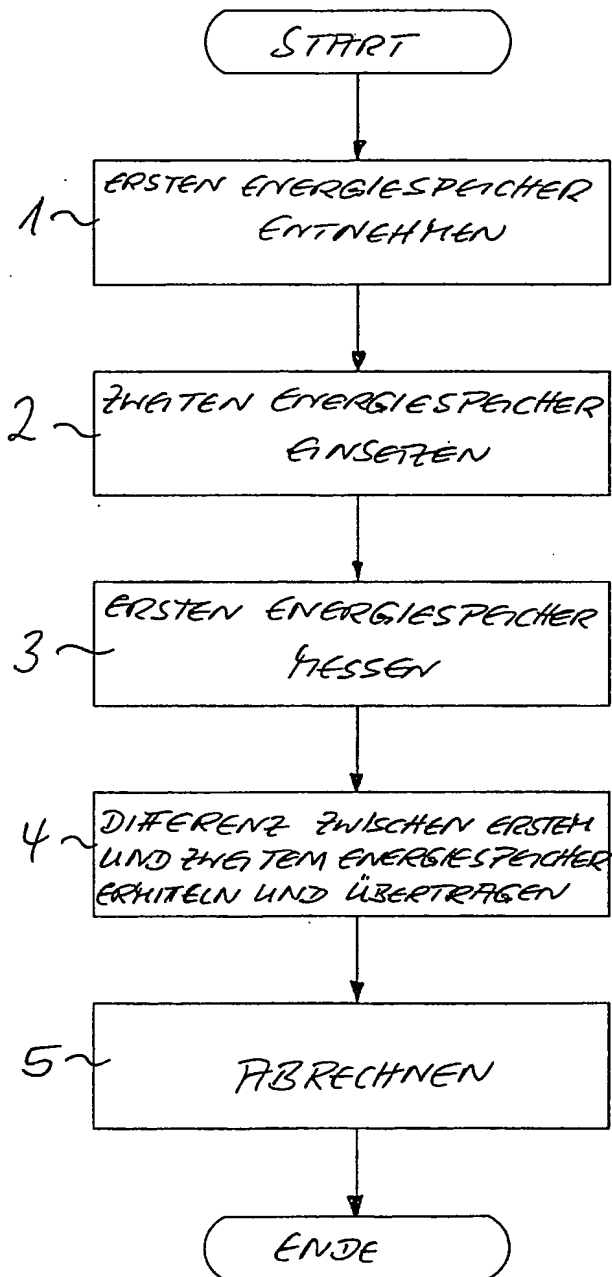 START
1 ERSTEN ENERGIESPEICHER
ENTNEHMEN
2 ZWEITEN ENERGIESPEICHER
EINSETZEN
3 ERSTEN ENERGIESPEICHER
MESSEN
4 DIFFERENZ ZWISCHEN ERSTEM
UND ZWEITEM ENERGIESPEICHER
ERMITTELN UND ÜBERTRAGEN
5 ABRECHNEN
ENDE